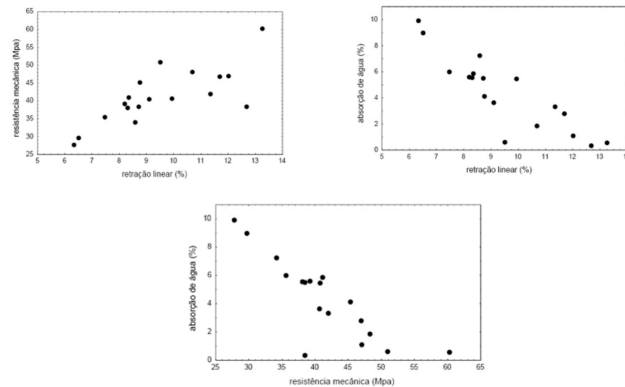 65
60
55
50
45
40
35
30
25
resistência mecânica (Mpa)
5 6 7 8 9 10 11 12 13 14
retração linear (%)
10
8
6
4
2
0
absorção de água (%)
5 6 7 8 9 10 11 12 13
retração linear (%)
10
8
6
4
2
0
absorção de água (%)
25 30 35 40 45 50 55 60 65
resistência mecânica (Mpa)